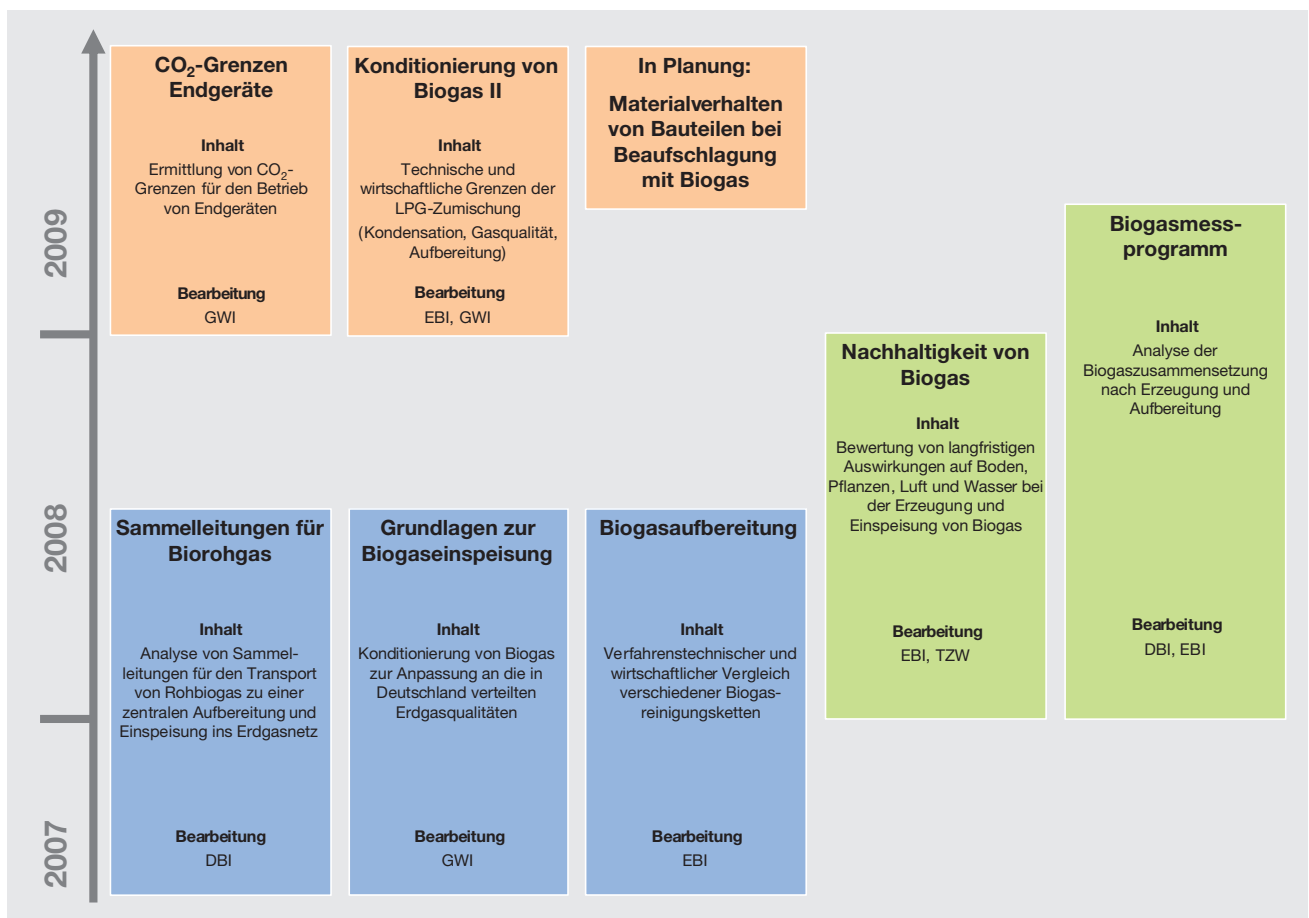 2009
2008
2007
CO₂-Grenzen
Endgeräte
Inhalt
Ermittlung von CO₂-
Grenzen für den Betrieb
von Endgeräten
Bearbeitung
GWI
Konditionierung von
Biogas II
Inhalt
Technische und
wirtschaftliche Grenzen der
LPG-Zumischung
(Kondensation, Gasqualität,
Aufbereitung)
Bearbeitung
EBI, GWI
In Planung:
Materialverhalten
von Bauteilen bei
Beaufschlagung
mit Biogas
Biogasmess-
programm
Inhalt
Analyse der
Biogaszusammensetzung
nach Erzeugung und
Aufbereitung
Bearbeitung
DBI, EBI
Nachhaltigkeit von
Biogas
Inhalt
Bewertung von langfristigen
Auswirkungen auf Boden,
Pflanzen, Luft und Wasser bei
der Erzeugung und
Einspeisung von Biogas
Bearbeitung
EBI, TZW
Sammelleitungen für
Biorohgas
Inhalt
Analyse von Sammel-
leitungen für den Transport
von Rohbiogas zu einer
zentralen Aufbereitung und
Einspeisung ins Erdgasnetz
Bearbeitung
DBI
Grundlagen zur
Biogaseinspeisung
Inhalt
Konditionierung von Biogas
zur Anpassung an die in
Deutschland verteilten
Erdgasqualitäten
Bearbeitung
GWI
Biogasaufbereitung
Inhalt
Verfahrenstechnischer und
wirtschaftlicher Vergleich
verschiedener Biogas-
reinigungsketten
Bearbeitung
EBI